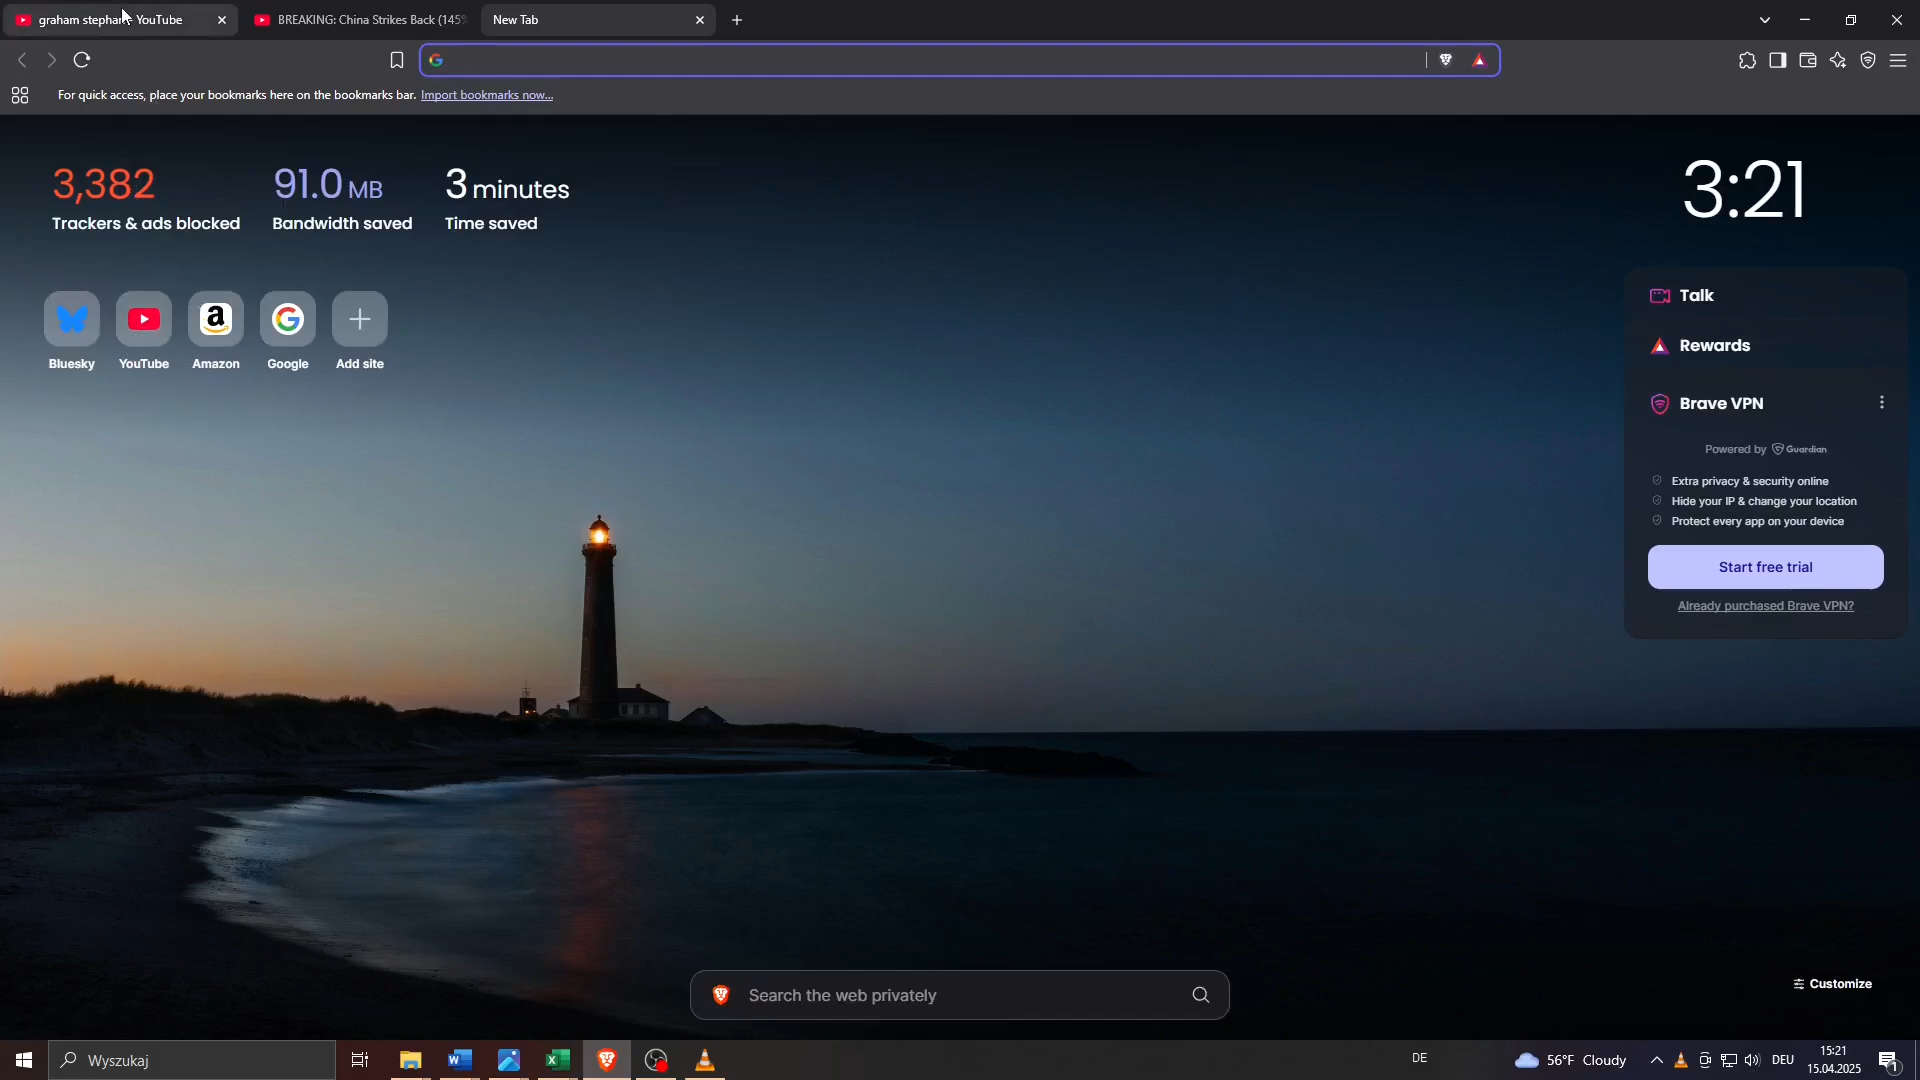 graham stephan - YouTube
BREAKING: China Strikes Back (145%
New Tab
For quick access, place your bookmarks here on the bookmarks bar. Import bookmarks now...
3,382
Trackers & ads blocked
91.0 MB
Bandwidth saved
3 minutes
Time saved
3:21
Bluesky
YouTube
Amazon
Google
Add site
Talk
Rewards
Brave VPN
Powered by Guardian
Extra privacy & security online
Hide your IP & change your location
Protect every app on your device
Start free trial
Already purchased Brave VPN?
Search the web privately
Customize
Wyszukaj
DE
56°F Cloudy
DEU
15:21
15.04.2025
1